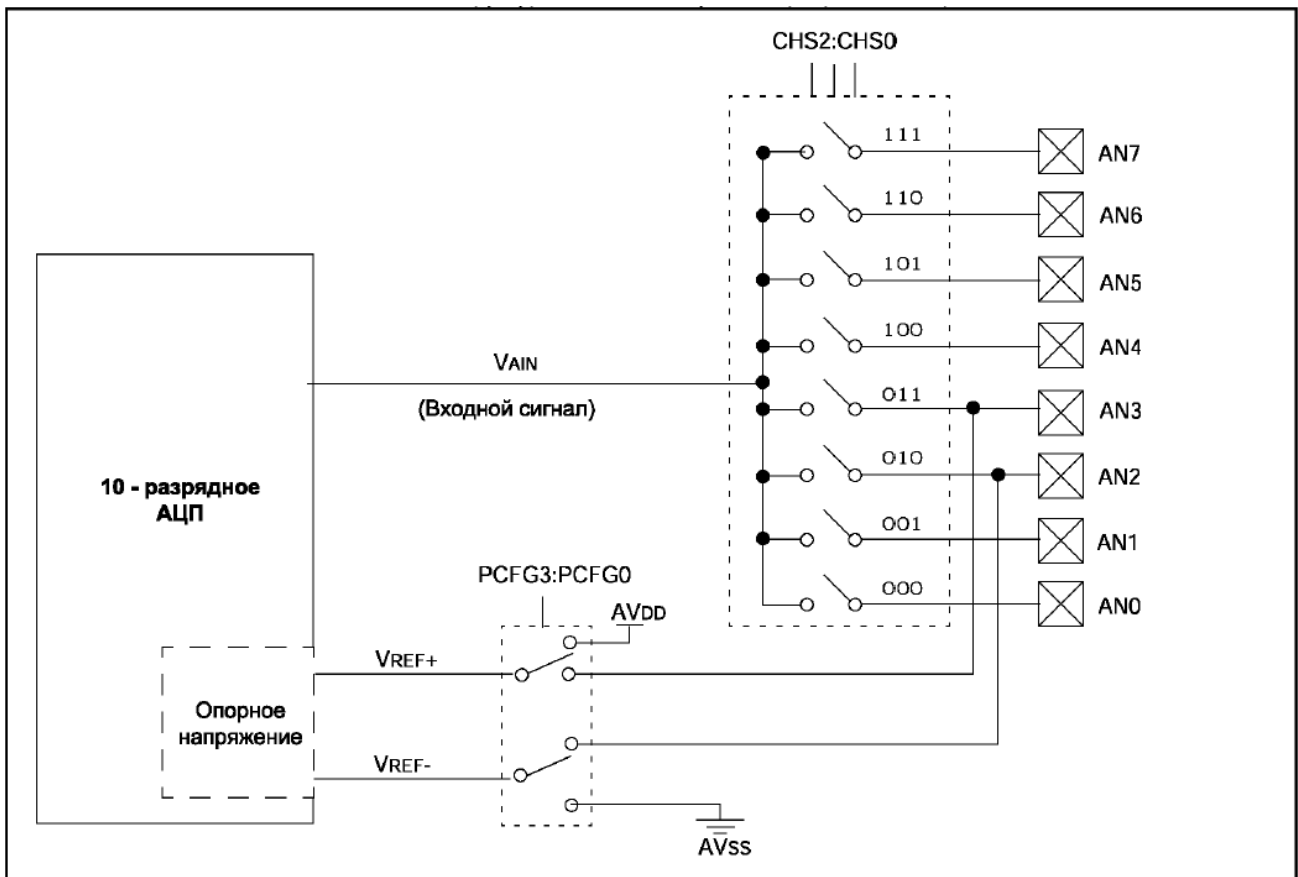 CHS2:CHS0
111
AN7
110
AN6
101
AN5
100
AN4
VAIN
(Входной сигнал)
011
AN3
010
AN2
10 - разрядное
АЦП
001
AN1
PCFG3:PCFG0
000
AN0
AVDD
VREF+
Опорное
напряжение
VREF-
AVSS